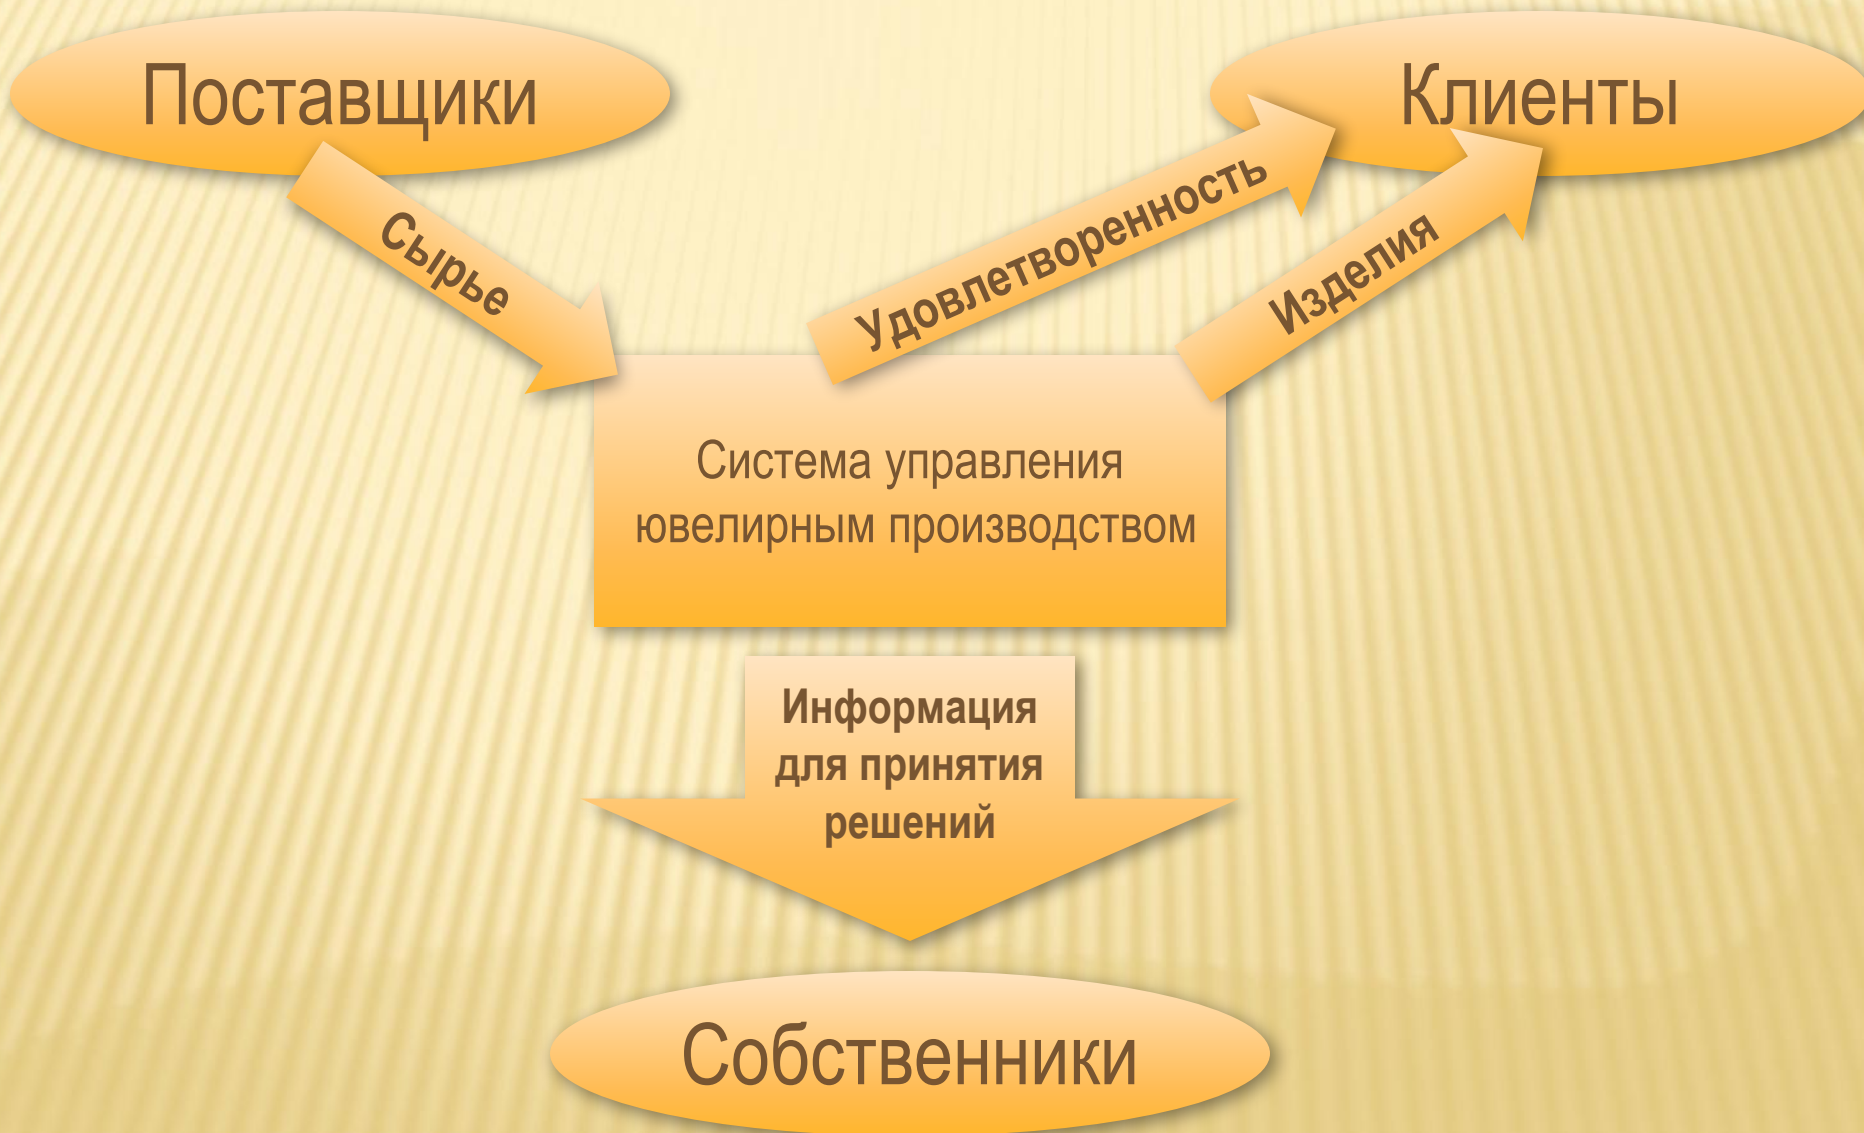 Поставщики
Клиенты
Сырье
Удовлетворенность
Изделия
Система управления
ювелирным производством
Информация
для принятия
решений
Собственники